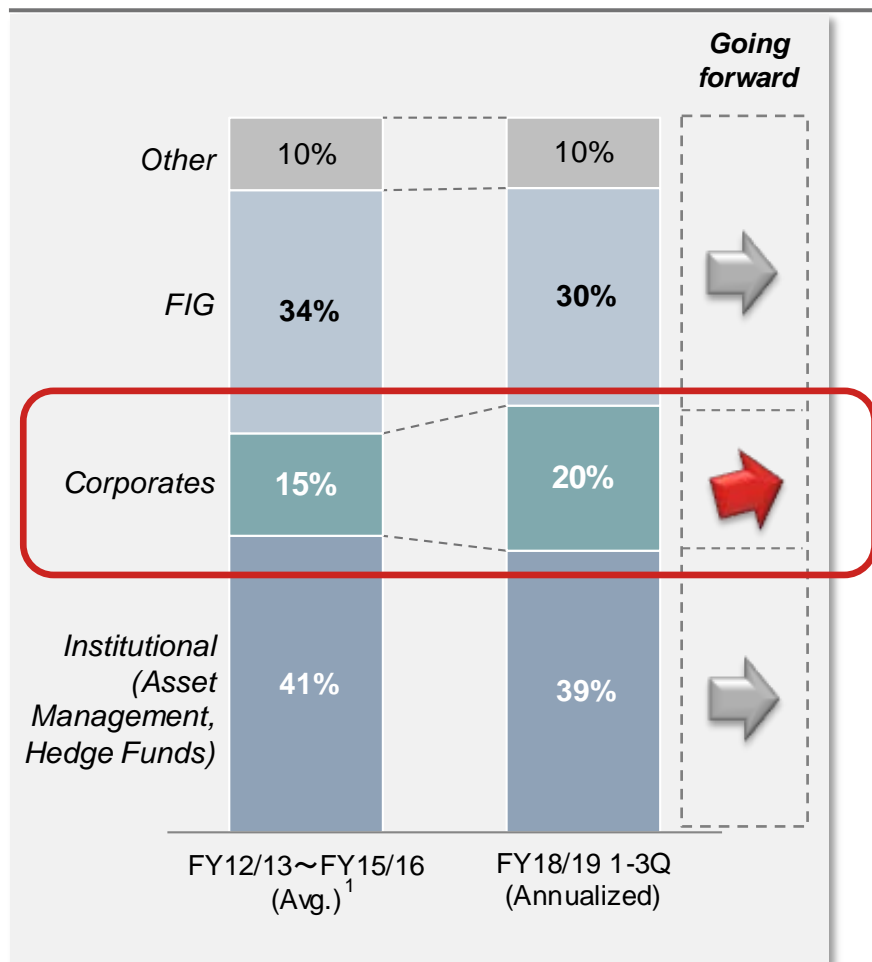 Going
forward
Other
10%
10%
FIG
34%
30%
Corporates
15%
20%
Institutional
(Asset
Management,
Hedge Funds)
41%
39%
FY12/13～FY15/16
(Avg.)1
FY18/19 1-3Q
(Annualized)